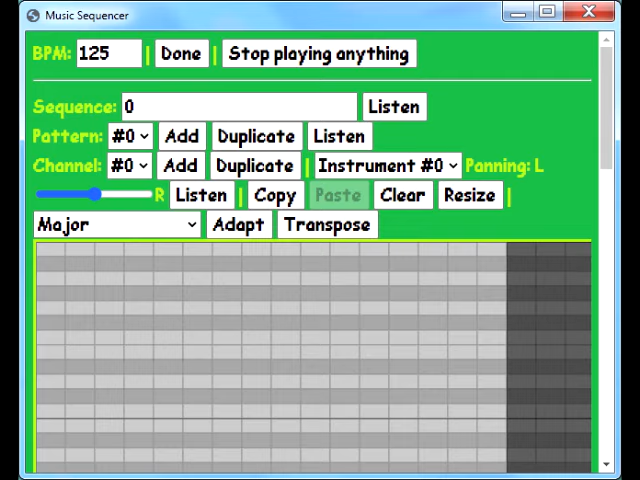 Music Sequencer
BPM: 125 | Done | Stop playing anything
Sequence: 0 Listen
Pattern: #0 Add Duplicate Listen
Channel: #0 Add Duplicate | Instrument #0 Panning: L
R Listen | Copy Paste Clear Resize |
Major Adapt Transpose